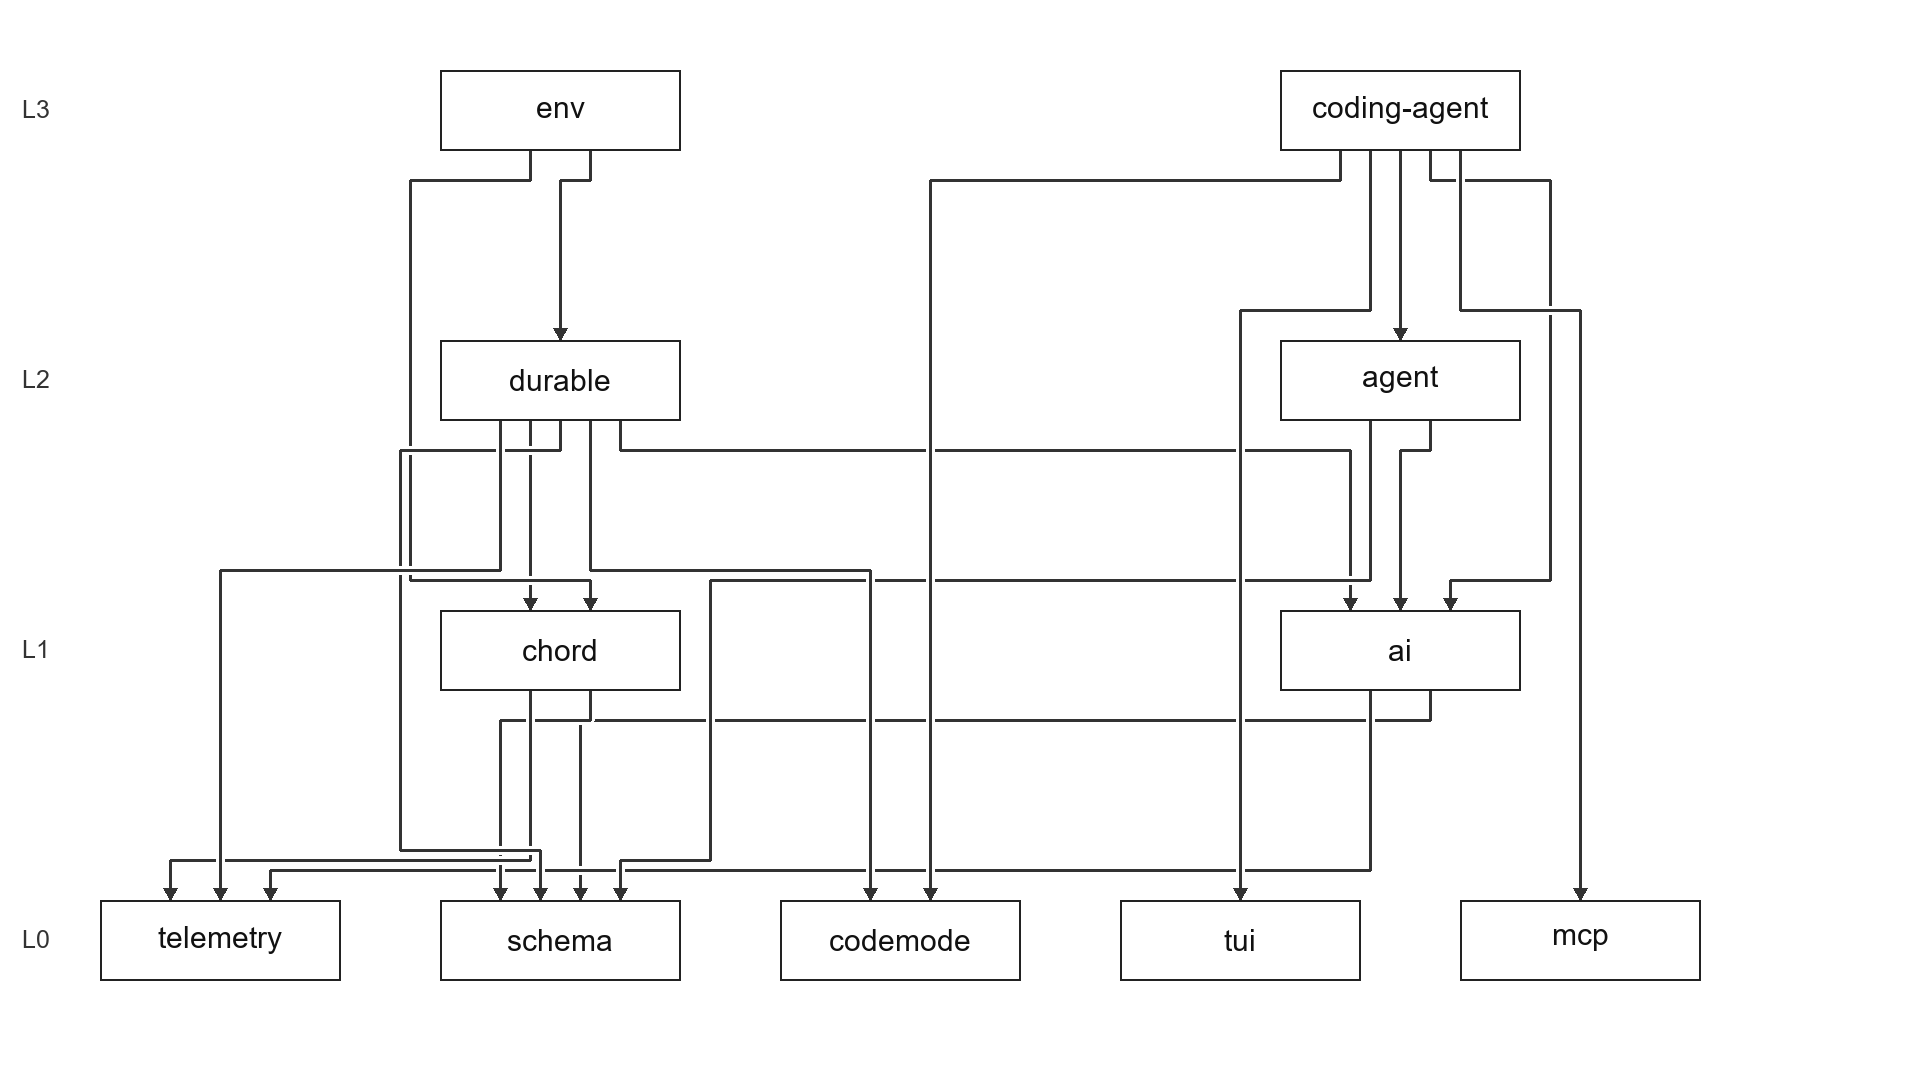 L3
env
coding-agent
L2
durable
agent
L1
chord
ai
L0
telemetry
schema
codemode
tui
mcp